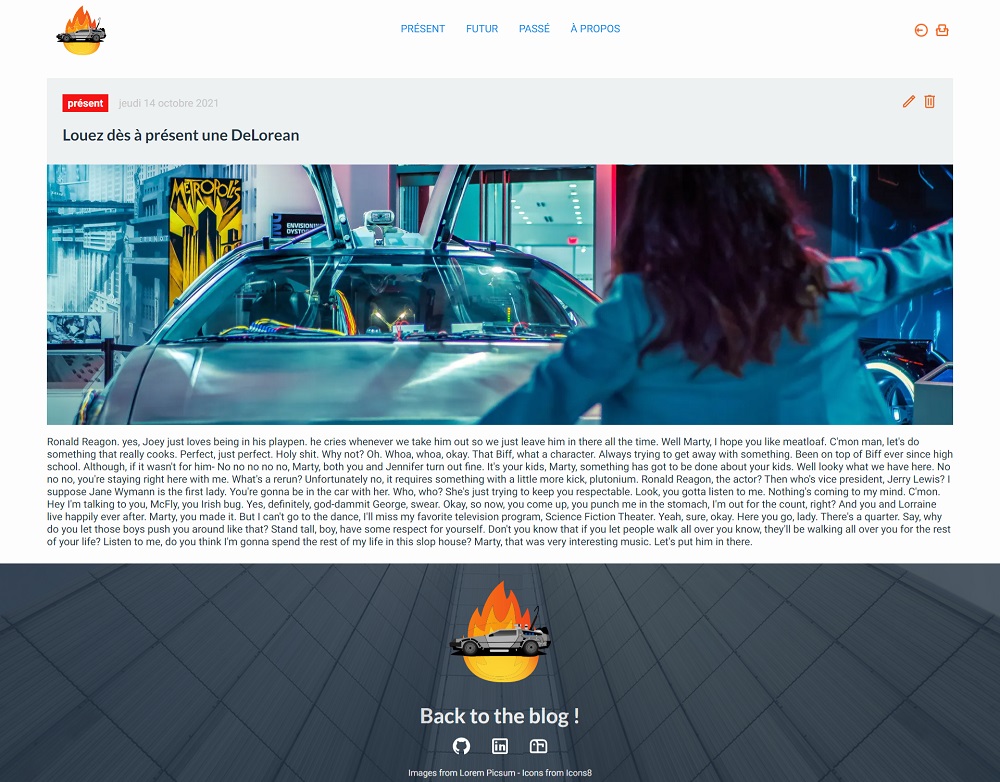 PRÉSENT FUTUR PASSÉ À PROPOS
présent jeudi 14 octobre 2021
Louez dès à présent une DeLorean
METROPOLIS
ENVISIONING
Ronald Reagon. yes, Joey just loves being in his playpen. he cries whenever we take him out so we just leave him in there all the time. Well Marty, I hope you like meatloaf. C'mon man, let's do
something that really cooks. Perfect, just perfect. Holy shit. Why not? Oh. Whoa, whoa, okay. That Biff, what a character. Always trying to get away with something. Been on top of Biff ever since high
school. Although, if it wasn't for him- No no no no no, Marty, both you and Jennifer turn out fine. It's your kids, Marty, something has got to be done about your kids. Well looky what we have here. No
no no, you're staying right here with me. What's a rerun? Unfortunately no, it requires something with a little more kick, plutonium. Ronald Reagon, the actor? Then who's vice president, Jerry Lewis? I
suppose Jane Wymann is the first lady. You're gonna be in the car with her. Who, who? She's just trying to keep you respectable. Look, you gotta listen to me. Nothing's coming to my mind. C'mon.
Hey I'm talking to you, McFly, you Irish bug. Yes, definitely, god-dammit George, swear. Okay, so now, you come up, you punch me in the stomach, I'm out for the count, right? And you and Lorraine
live happily ever after. Marty, you made it. But I can't go to the dance, I'll miss my favorite television program, Science Fiction Theater. Yeah, sure, okay. Here you go, lady. There's a quarter. Say, why
do you let those boys push you around like that? Stand tall, boy, have some respect for yourself. Don't you know that if you let people walk all over you know, they'll be walking all over you for the rest
of your life? Listen to me, do you think I'm gonna spend the rest of my life in this slop house? Marty, that was very interesting music. Let's put him in there.
Back to the blog !
Images from Lorem Picsum - Icons from Icons8